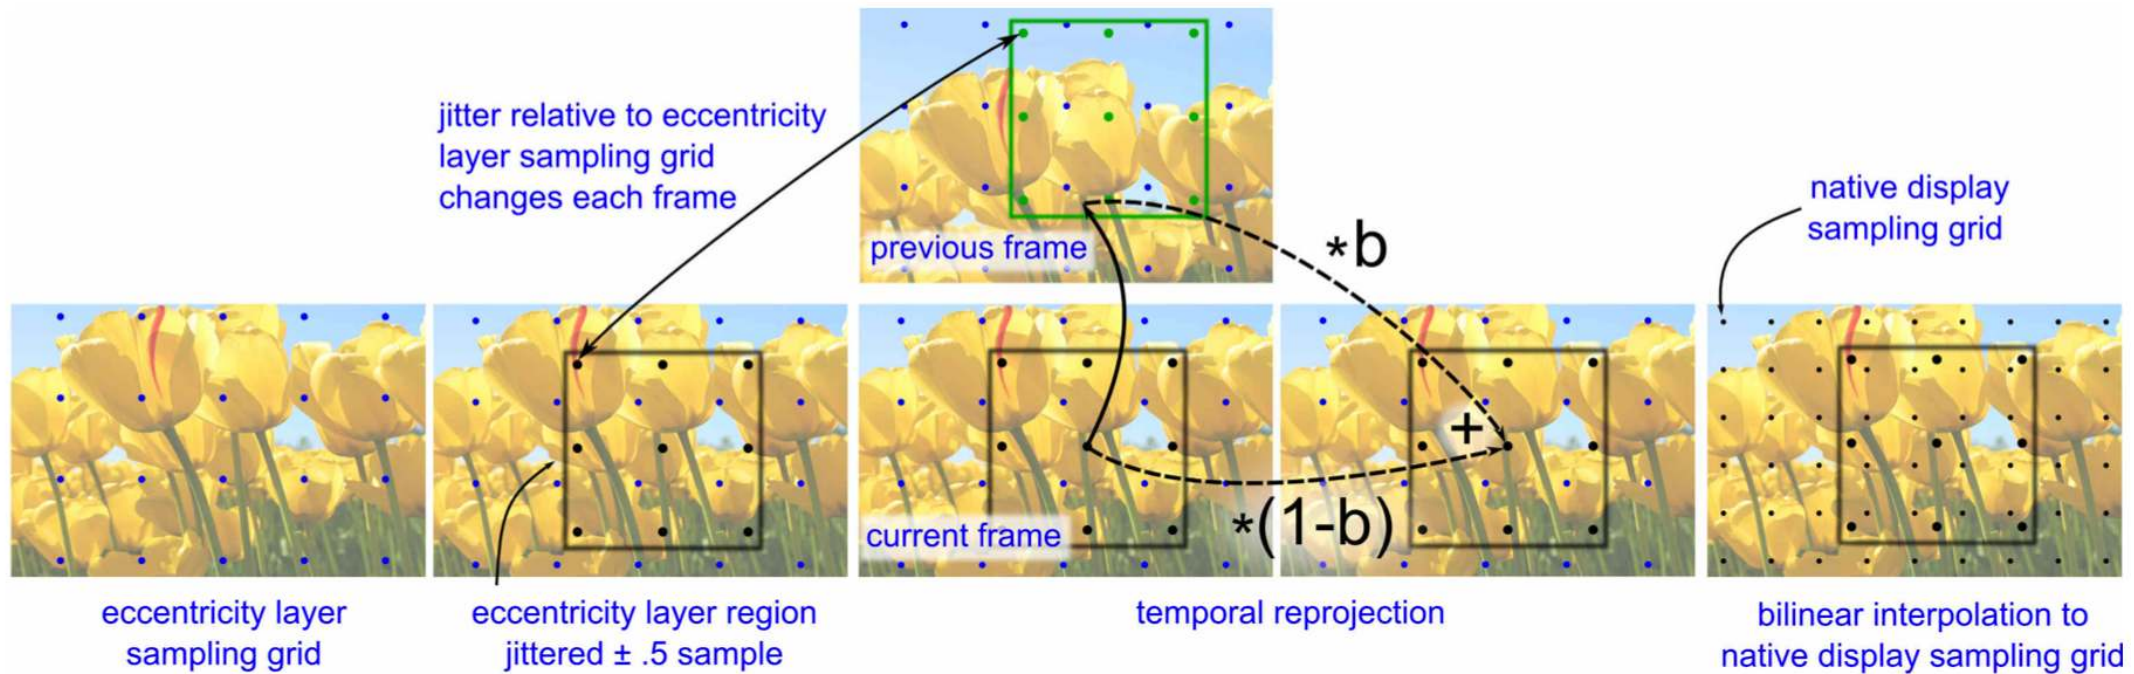 jitter relative to eccentricity
layer sampling grid
changes each frame
previous frame
*b
native display
sampling grid
current frame
+
*(1-b)
eccentricity layer
sampling grid
eccentricity layer region
jittered ± .5 sample
temporal reprojection
bilinear interpolation to
native display sampling grid